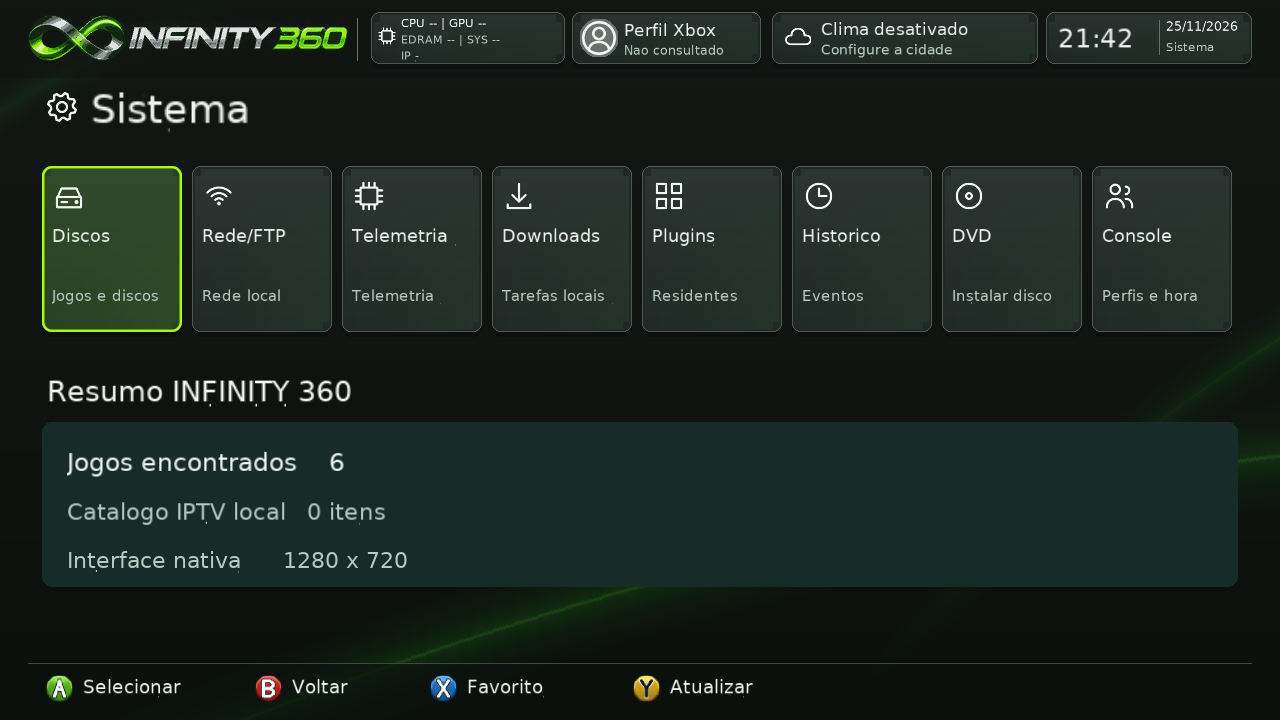 INFINITY 360
CPU -- | GPU --
EDRAM -- | SYS --
IP -
Perfil Xbox
Nao consultado
Clima desativado
Configure a cidade
21:42
25/11/2026
Sistema
Sistema
Discos
Jogos e discos
Rede/FTP
Rede local
Telemetria
Telemetria
Downloads
Tarefas locais
Plugins
Residentes
Historico
Eventos
DVD
Instalar disco
Console
Perfis e hora
Resumo INFINITY 360
Jogos encontrados 6
Catalogo IPTV local 0 itens
Interface nativa 1280 x 720
A Selecionar
B Voltar
X Favorito
Y Atualizar